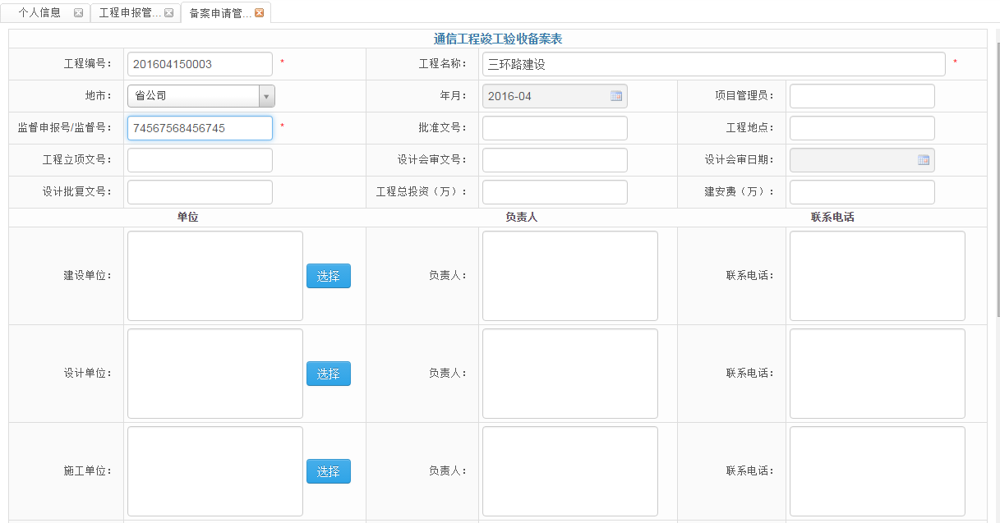 个人信息 工程申报管... 备案申请管...
通信工程竣工验收备案表
工程编号： 201604150003 * 工程名称： 三环路建设 *
地市： 省公司 年月： 2016-04 项目管理员：
监督申报号/监督号： 74567568456745 * 批准文号： 工程地点：
工程立项文号： 设计会审文号： 设计会审日期：
设计批复文号： 工程总投资（万）： 建安费（万）：
单位 负责人 联系电话
建设单位： 选择 负责人： 联系电话：
设计单位： 选择 负责人： 联系电话：
施工单位： 选择 负责人： 联系电话：